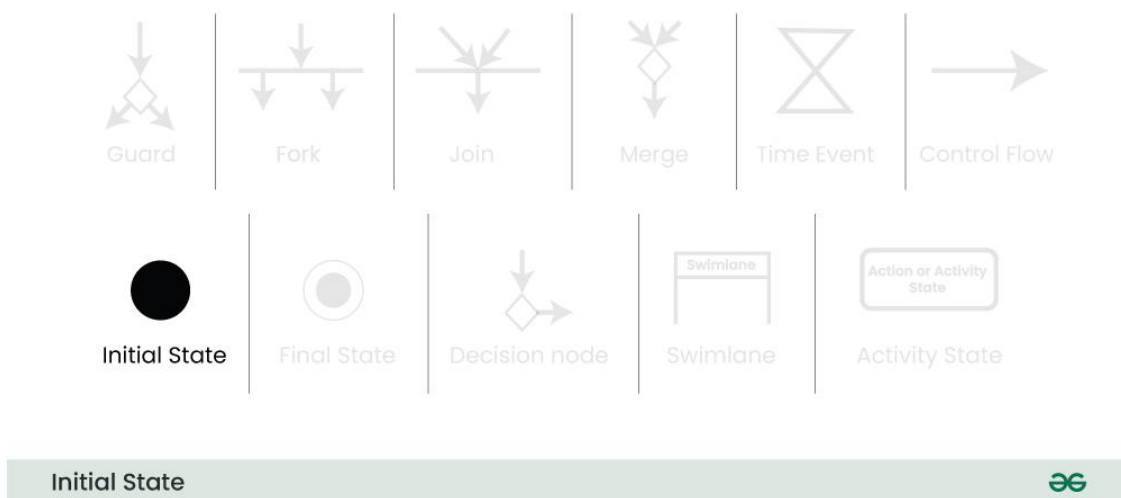 Guard
Fork
Join
Merge
Time Event
Control Flow
Swimlane
Action or Activity
State
Initial State
Final State
Decision node
Swimlane
Activity State
Initial State